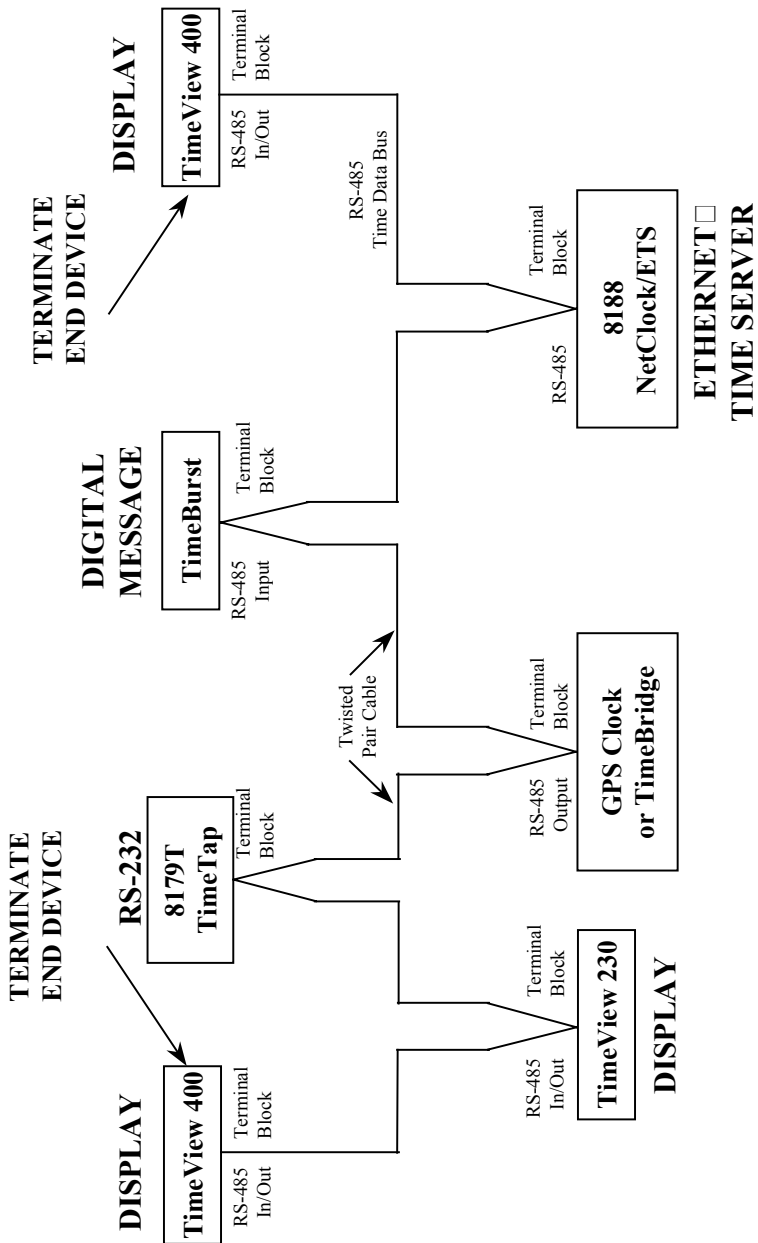 TERMINATE
END DEVICE
TERMINATE
END DEVICE
DISPLAY
TimeView 400
RS-485
In/Out
Terminal
Block
RS-232
8179T
TimeTap
Terminal
Block
DIGITAL
MESSAGE
TimeBurst
RS-485
Input
Terminal
Block
DISPLAY
TimeView 400
RS-485
In/Out
Terminal
Block
Twisted
Pair Cable
RS-485
Time Data Bus
RS-485
In/Out
Terminal
Block
TimeView 230
DISPLAY
RS-485
Output
Terminal
Block
GPS Clock
or TimeBridge
RS-485
Terminal
Block
8188
NetClock/ETS
ETHERNET□
TIME SERVER